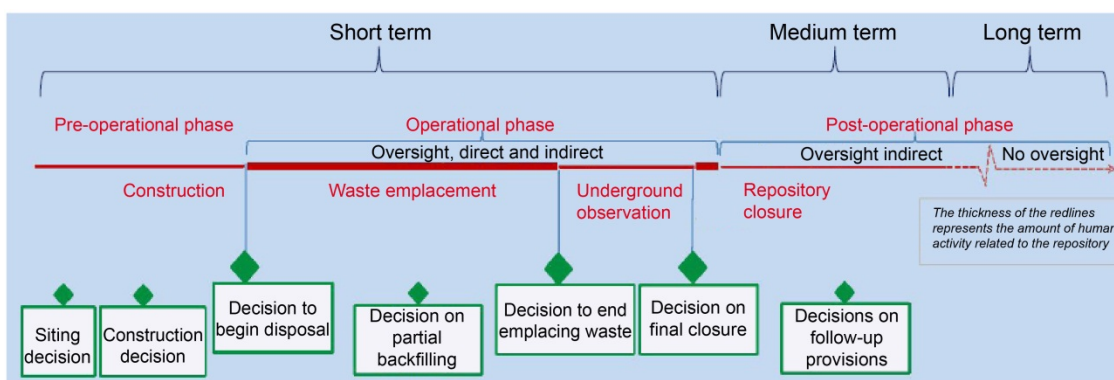 Short term
Medium term
Long term
Pre-operational phase
Operational phase
Post-operational phase
Oversight, direct and indirect
Oversight indirect
No oversight
Construction
Waste emplacement
Underground
observation
Repository
closure
The thickness of the redlines
represents the amount of human
activity related to the repository
Siting
decision
Construction
decision
Decision to
begin disposal
Decision on
partial
backfilling
Decision to end
emplacing waste
Decision on
final closure
Decisions on
follow-up
provisions